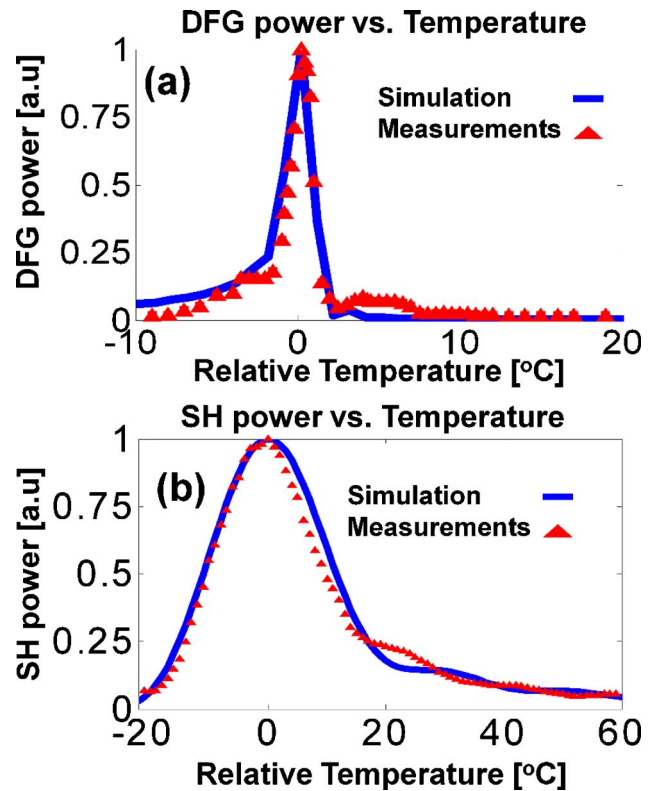 DFG power vs. Temperature
(a)
Simulation
Measurements
DFG power [a.u]
1
0.75
0.5
0.25
0
-10
0
10
20
Relative Temperature [ºC]
SH power vs. Temperature
(b)
Simulation
Measurements
SH power [a.u]
1
0.75
0.5
0.25
0
-20
0
20
40
60
Relative Temperature [ºC]